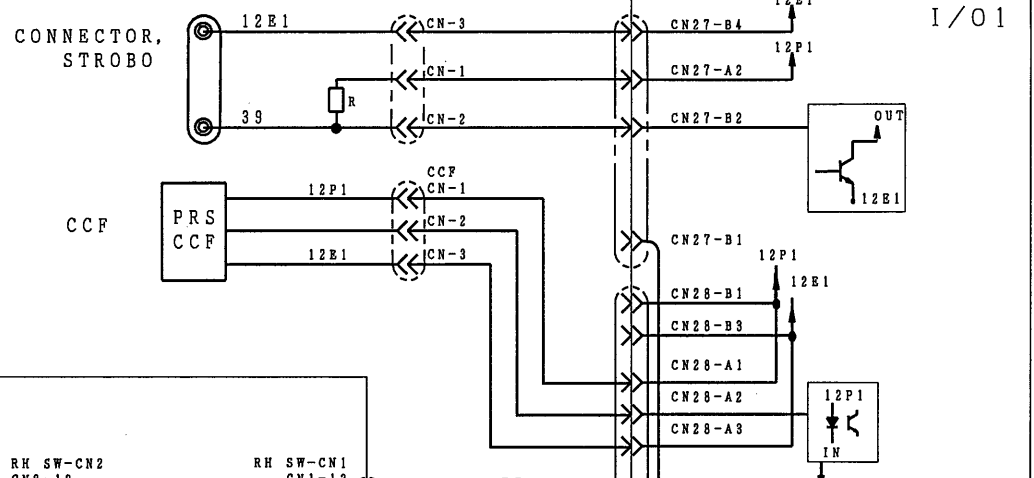 12E1
I/O1
12E1
CN-3
CN27-B4
CONNECTOR,
STROBO
12P1
CN-1
CN27-A2
R
39
CN-2
CN27-B2
OUT
12E1
CCF
12P1
CN-1
CCF
PRS
CCF
CN-2
12E1
CN-3
CN27-B1
12P1
12E1
CN28-B1
CN28-B3
CN28-A1
CN28-A2
12P1
CN28-A3
IN
RH SW-CN2
RH SW-CN1